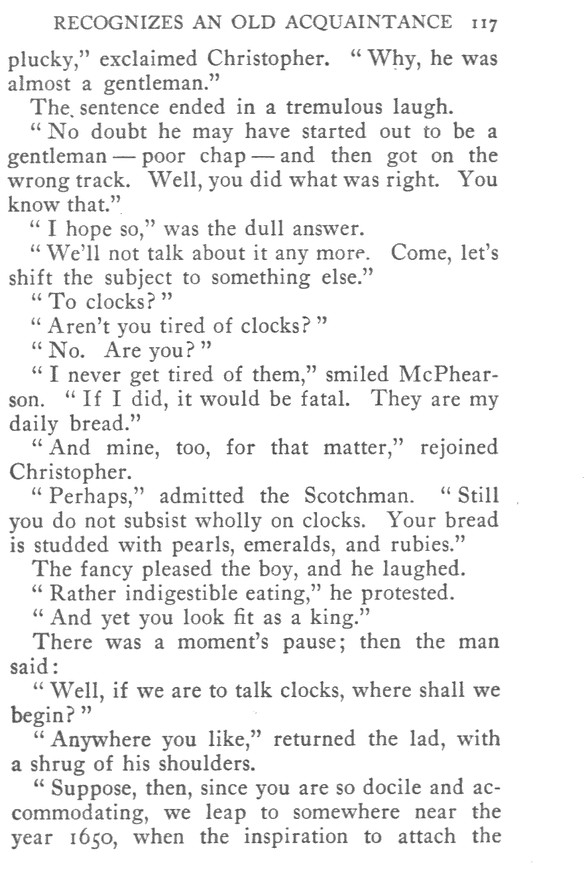 RECOGNIZES AN OLD ACQUAINTANCE 117
plucky,” exclaimed Christopher. “Why, he was
almost a gentleman.”
The sentence ended in a tremulous laugh.
“No doubt he may have started out to be a
gentleman — poor chap — and then got on the
wrong track. Well, you did what was right. You
know that.”
“I hope so,” was the dull answer.
“We’ll not talk about it any more. Come, let’s
shift the subject to something else.”
“To clocks?”
“Aren’t you tired of clocks?”
“No. Are you?”
“I never get tired of them,” smiled McPhear-
son. “If I did, it would be fatal. They are my
daily bread.”
“And mine, too, for that matter,” rejoined
Christopher.
“Perhaps,” admitted the Scotchman. “Still
you do not subsist wholly on clocks. Your bread
is studded with pearls, emeralds, and rubies.”
The fancy pleased the boy, and he laughed.
“Rather indigestible eating,” he protested.
“And yet you look fit as a king.”
There was a moment’s pause; then the man
said:
“Well, if we are to talk clocks, where shall we
begin?”
“Anywhere you like,” returned the lad, with
a shrug of his shoulders.
“Suppose, then, since you are so docile and ac-
commodating, we leap to somewhere near the
year 1650, when the inspiration to attach the